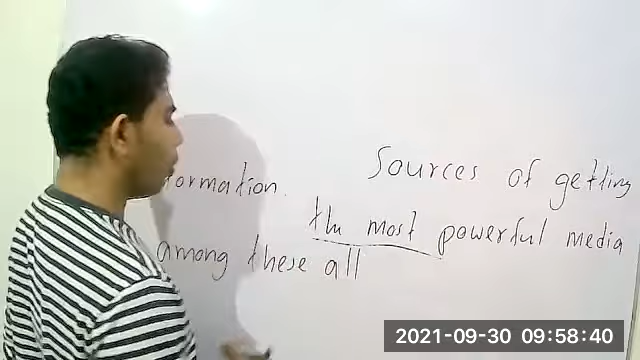 Sources of getting
formation.
the most powerful media
among these all
2021-09-30 09:58:40